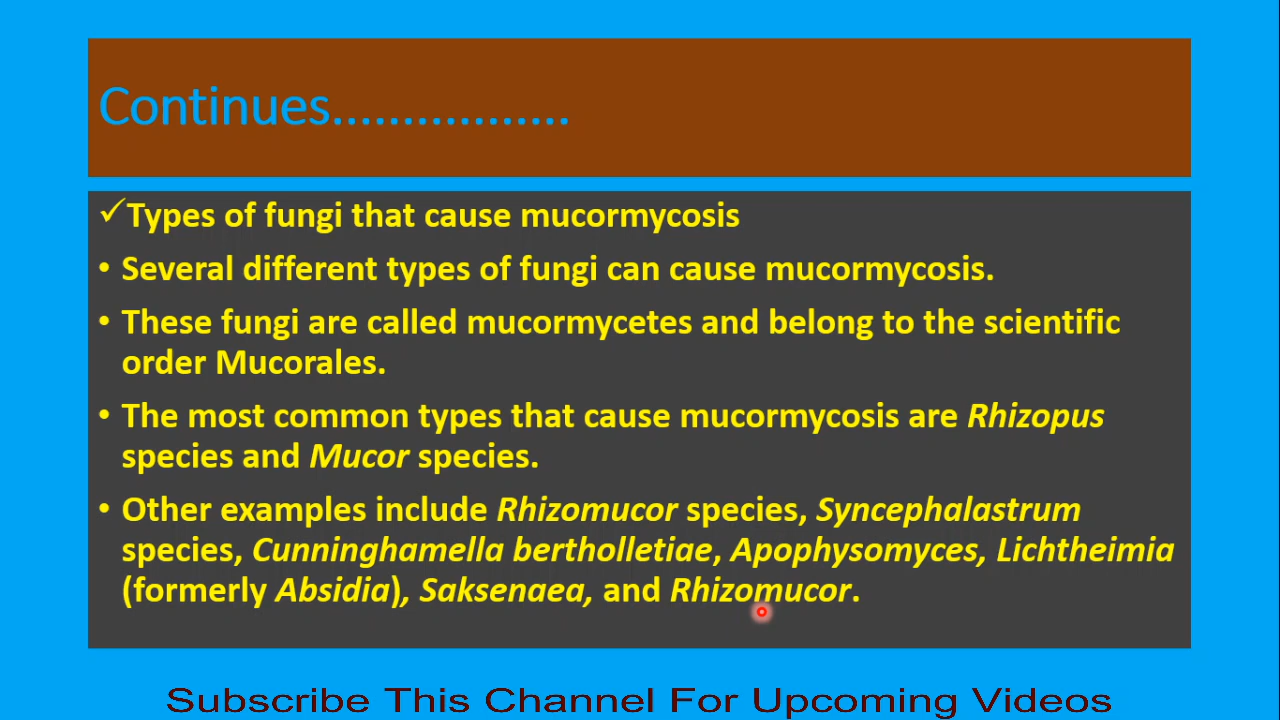 Continues.................
✓Types of fungi that cause mucormycosis
• Several different types of fungi can cause mucormycosis.
• These fungi are called mucormycetes and belong to the scientific
order Mucorales.
• The most common types that cause mucormycosis are Rhizopus
species and Mucor species.
• Other examples include Rhizomucor species, Syncephalastrum
species, Cunninghamella bertholletiae, Apophysomyces, Lichtheimia
(formerly Absidia), Saksenaea, and Rhizomucor.
Subscribe This Channel For Upcoming Videos